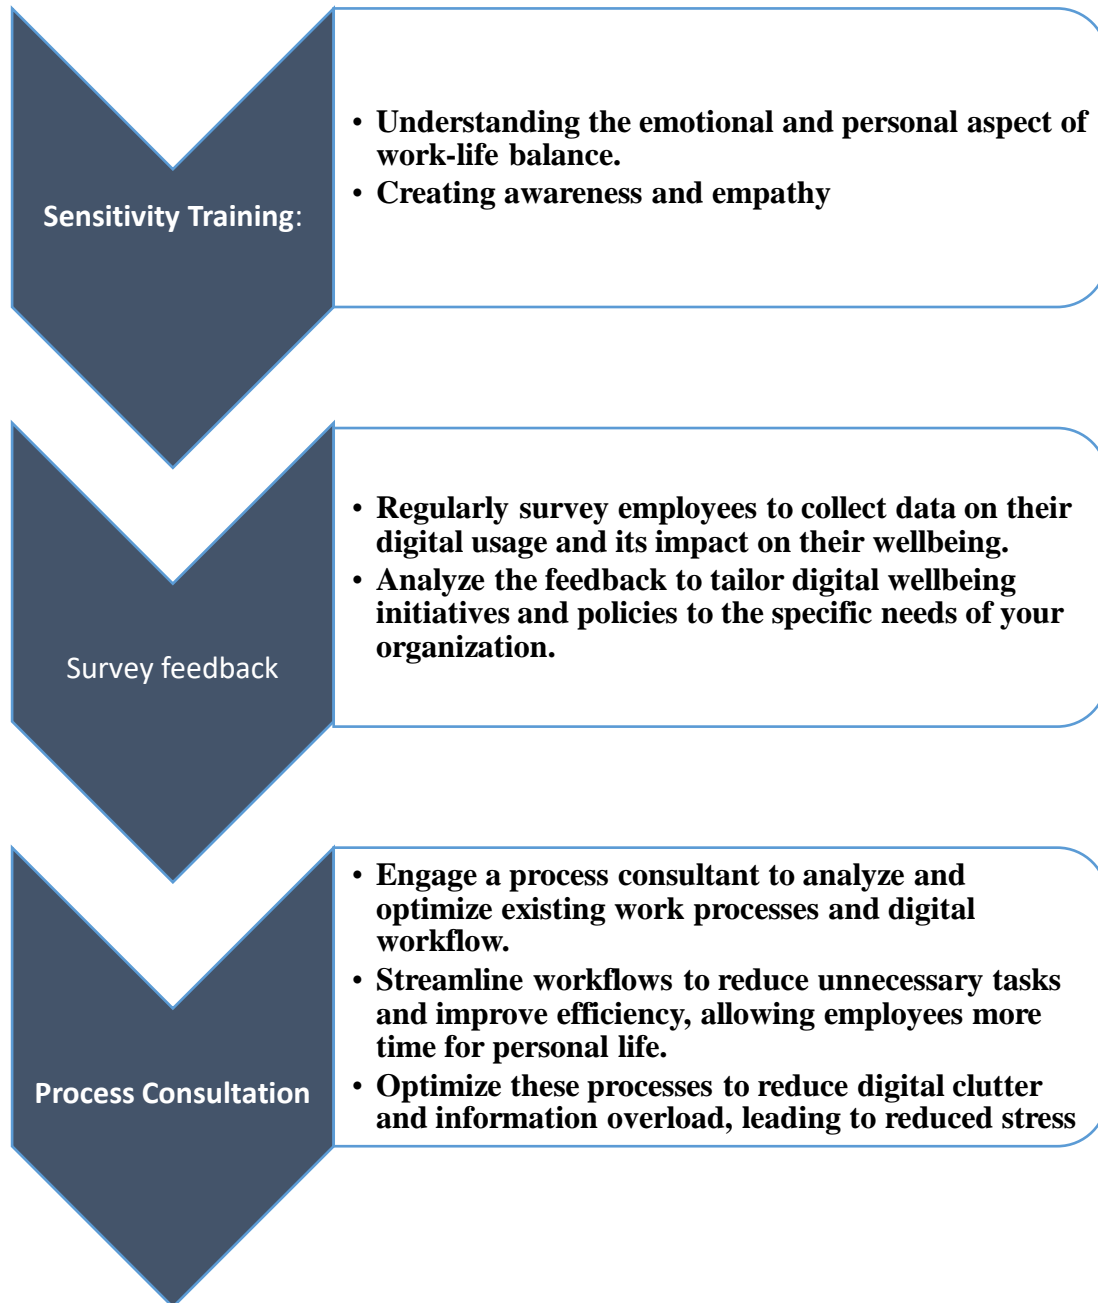 Sensitivity Training:
• Understanding the emotional and personal aspect of
work-life balance.
• Creating awareness and empathy
Survey feedback
• Regularly survey employees to collect data on their
digital usage and its impact on their wellbeing.
• Analyze the feedback to tailor digital wellbeing
initiatives and policies to the specific needs of your
organization.
Process Consultation
• Engage a process consultant to analyze and
optimize existing work processes and digital
workflow.
• Streamline workflows to reduce unnecessary tasks
and improve efficiency, allowing employees more
time for personal life.
• Optimize these processes to reduce digital clutter
and information overload, leading to reduced stress